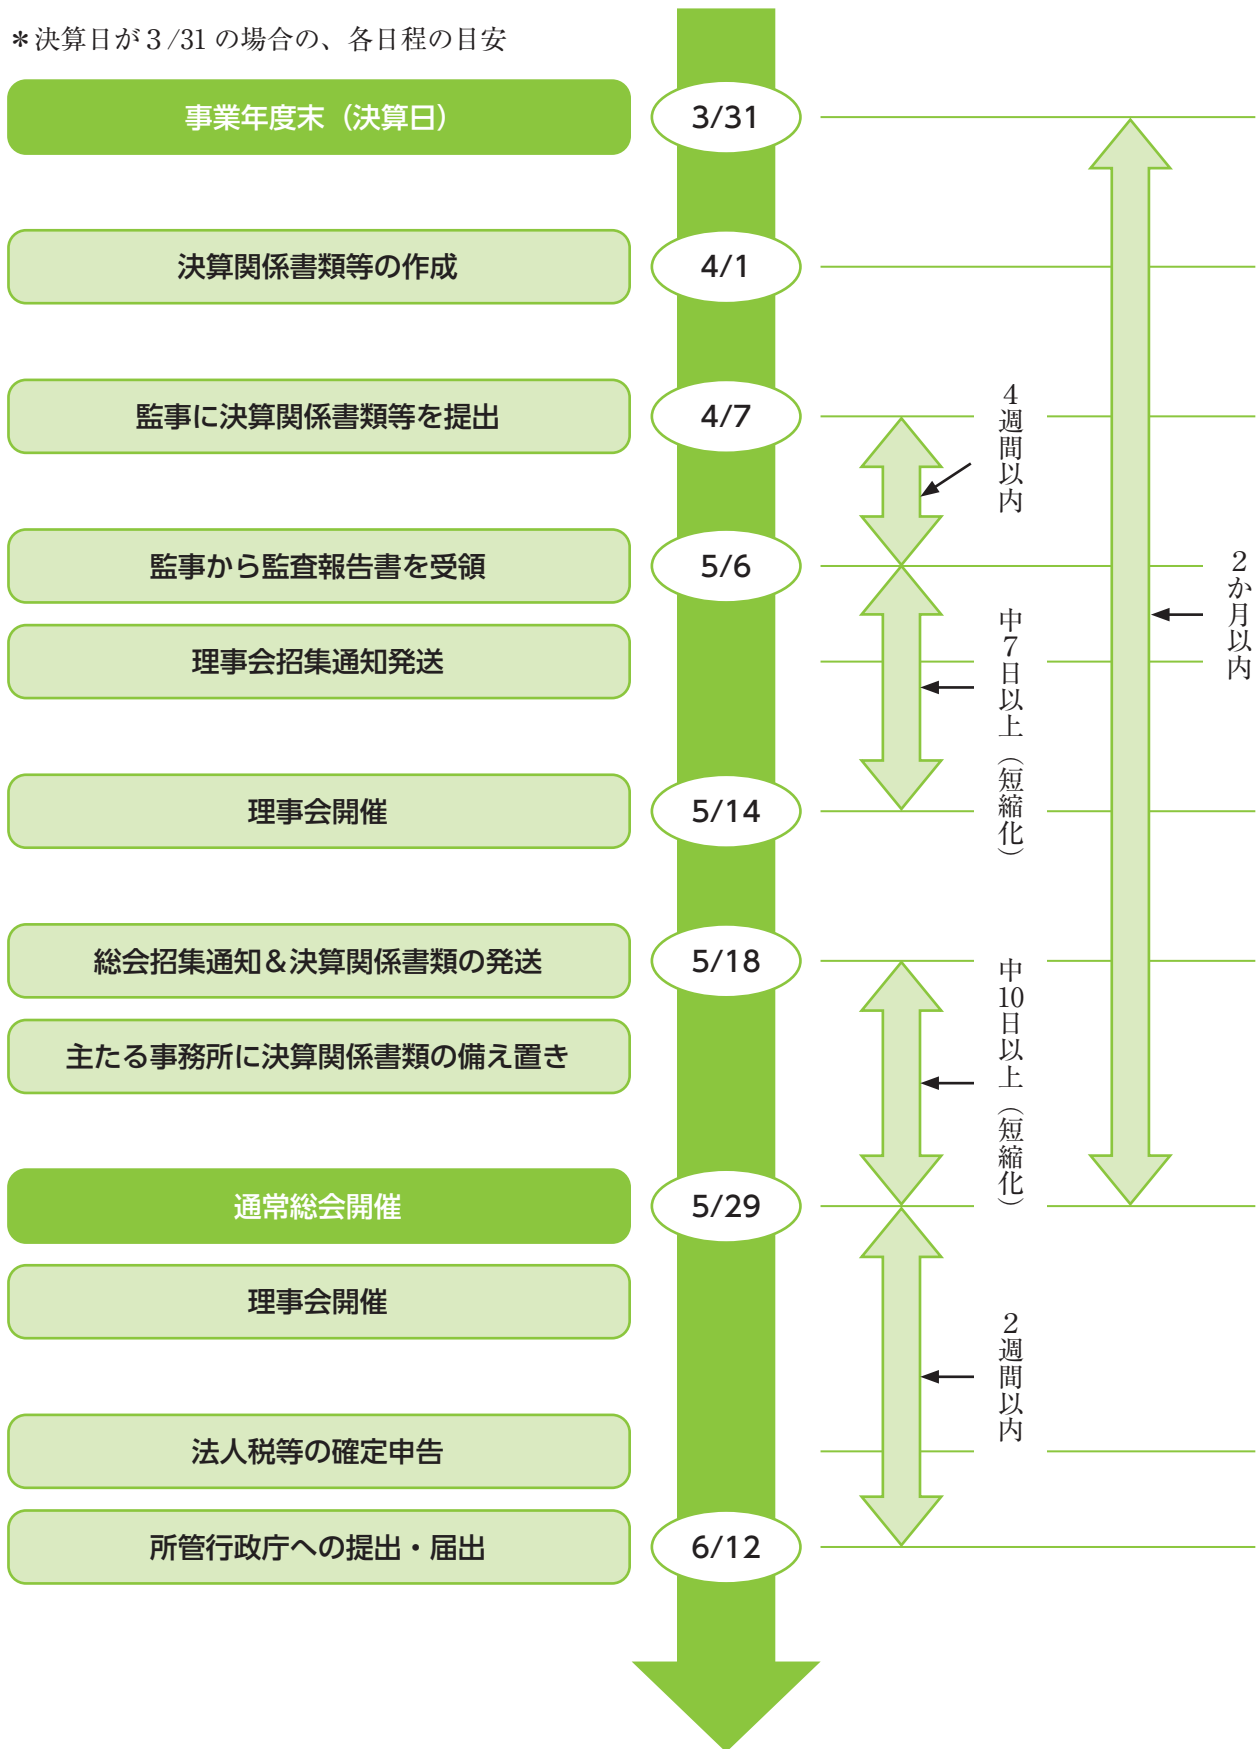 ＊決算日が３/31 の場合の、各日程の目安
事業年度末（決算日）
3/31
決算関係書類等の作成
4/1
監事に決算関係書類等を提出
4/7
４週間以内
監事から監査報告書を受領
5/6
２か月以内
理事会招集通知発送
中７日以上（短縮化）
理事会開催
5/14
総会招集通知＆決算関係書類の発送
5/18
中10日以上（短縮化）
主たる事務所に決算関係書類の備え置き
通常総会開催
5/29
理事会開催
２週間以内
法人税等の確定申告
所管行政庁への提出・届出
6/12